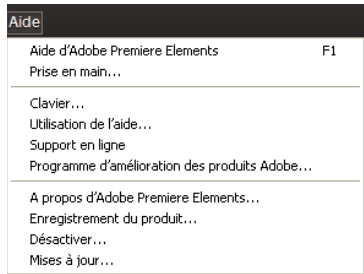 Aide
Aide d'Adobe Premiere Elements F1
Prise en main...
Clavier...
Utilisation de l'aide...
Support en ligne
Programme d'amélioration des produits Adobe...
A propos d'Adobe Premiere Elements...
Enregistrement du produit...
Désactiver...
Mises à jour...